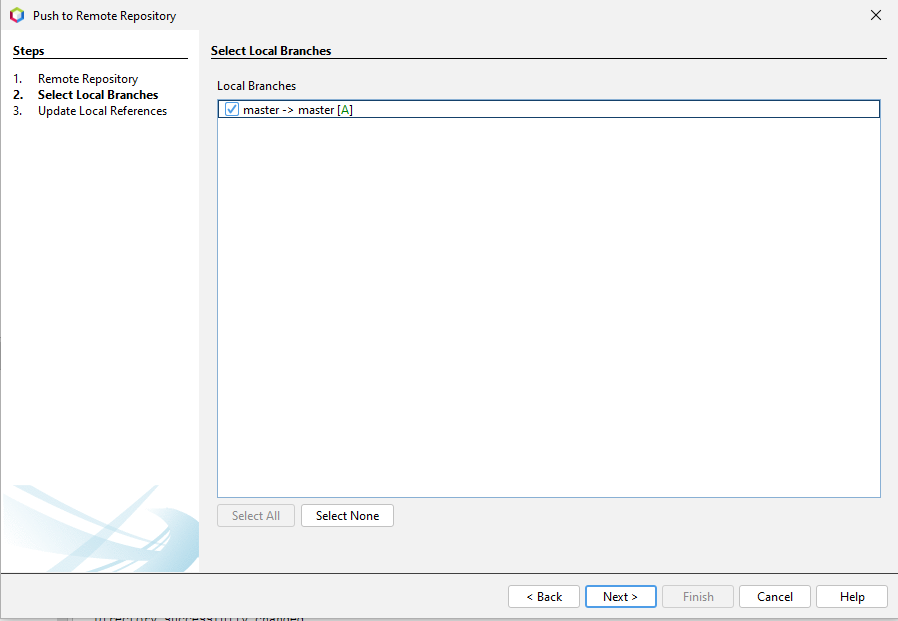 Push to Remote Repository
Steps
1. Remote Repository
2. Select Local Branches
3. Update Local References
Select Local Branches
Local Branches
master -> master [A]
Select All
Select None
< Back
Next >
Finish
Cancel
Help